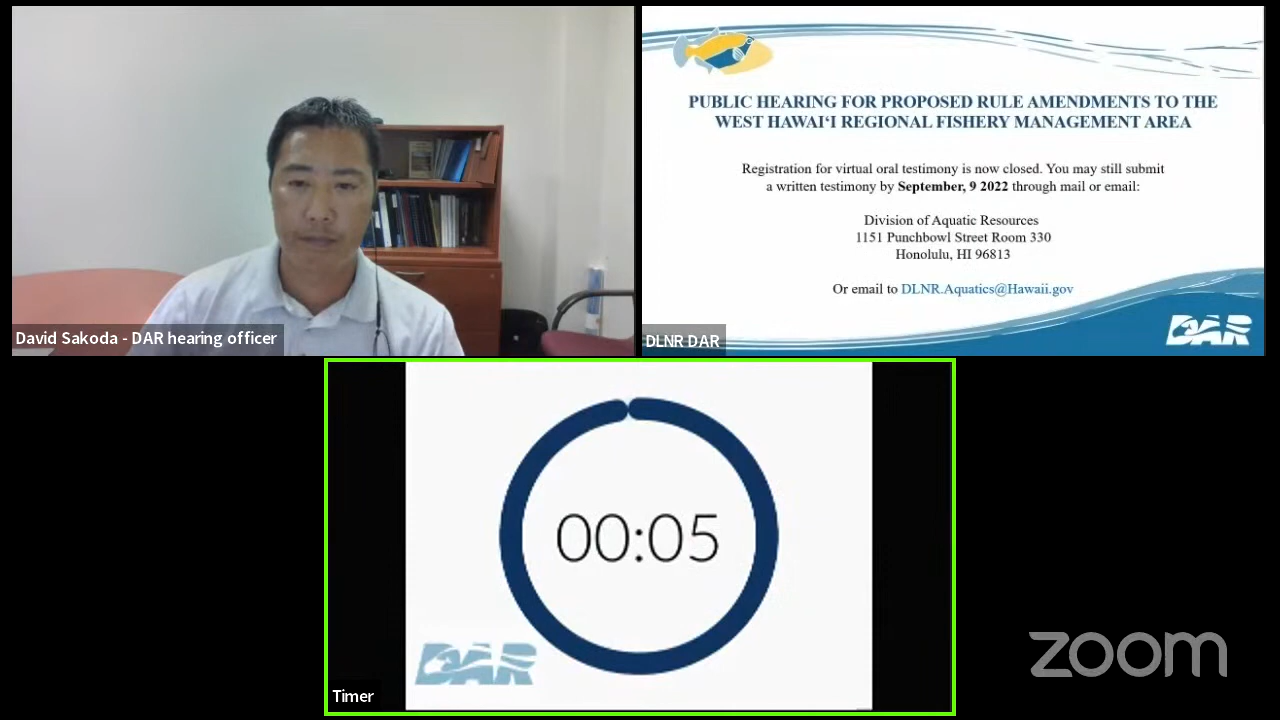 David Sakoda - DAR hearing officer
PUBLIC HEARING FOR PROPOSED RULE AMENDMENTS TO THE
WEST HAWAI‘I REGIONAL FISHERY MANAGEMENT AREA
Registration for virtual oral testimony is now closed. You may still submit
a written testimony by September, 9 2022 through mail or email:
Division of Aquatic Resources
1151 Punchbowl Street Room 330
Honolulu, HI 96813
Or email to DLNR.Aquatics@Hawaii.gov
DAR
DLNR DAR
00:05
DAR
Timer
zoom